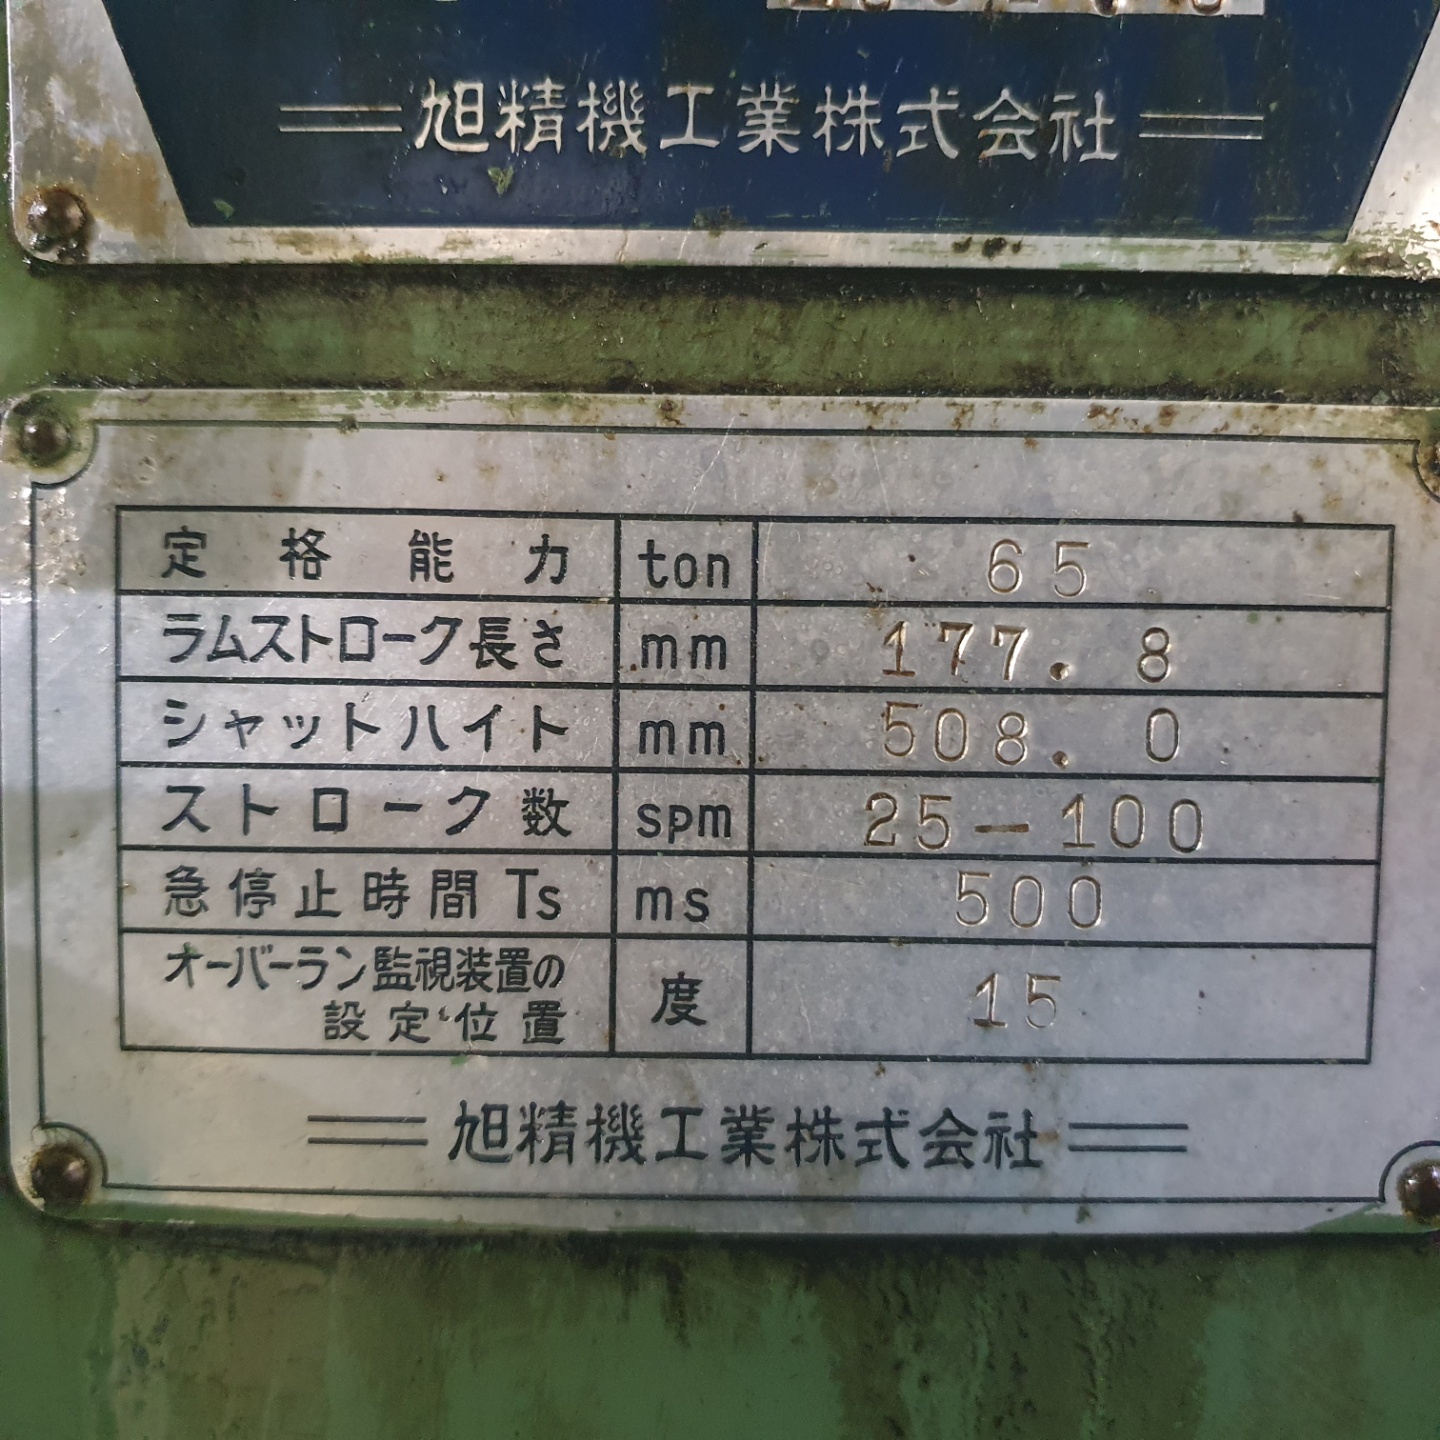 旭精機工業株式会社
定格能力 ton 65
ラムストローク長さ mm 177.8
シャットハイト mm 508.0
ストローク数 spm 25-100
急停止時間Ts ms 500
オーバーラン監視装置の
設定位置 度 15
旭精機工業株式会社